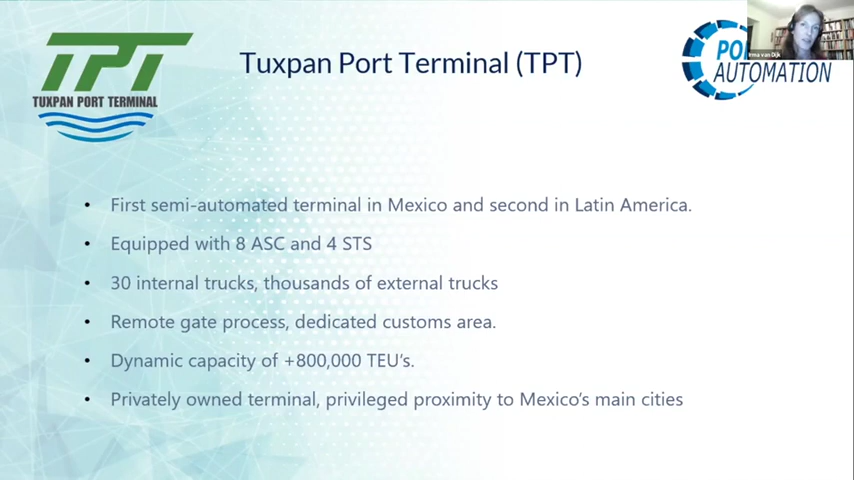 TPT
TUXPAN PORT TERMINAL
Tuxpan Port Terminal (TPT)
AUTOMATION
van Dijk
• First semi-automated terminal in Mexico and second in Latin America.
• Equipped with 8 ASC and 4 STS
• 30 internal trucks, thousands of external trucks
• Remote gate process, dedicated customs area.
• Dynamic capacity of +800,000 TEU’s.
• Privately owned terminal, privileged proximity to Mexico’s main cities